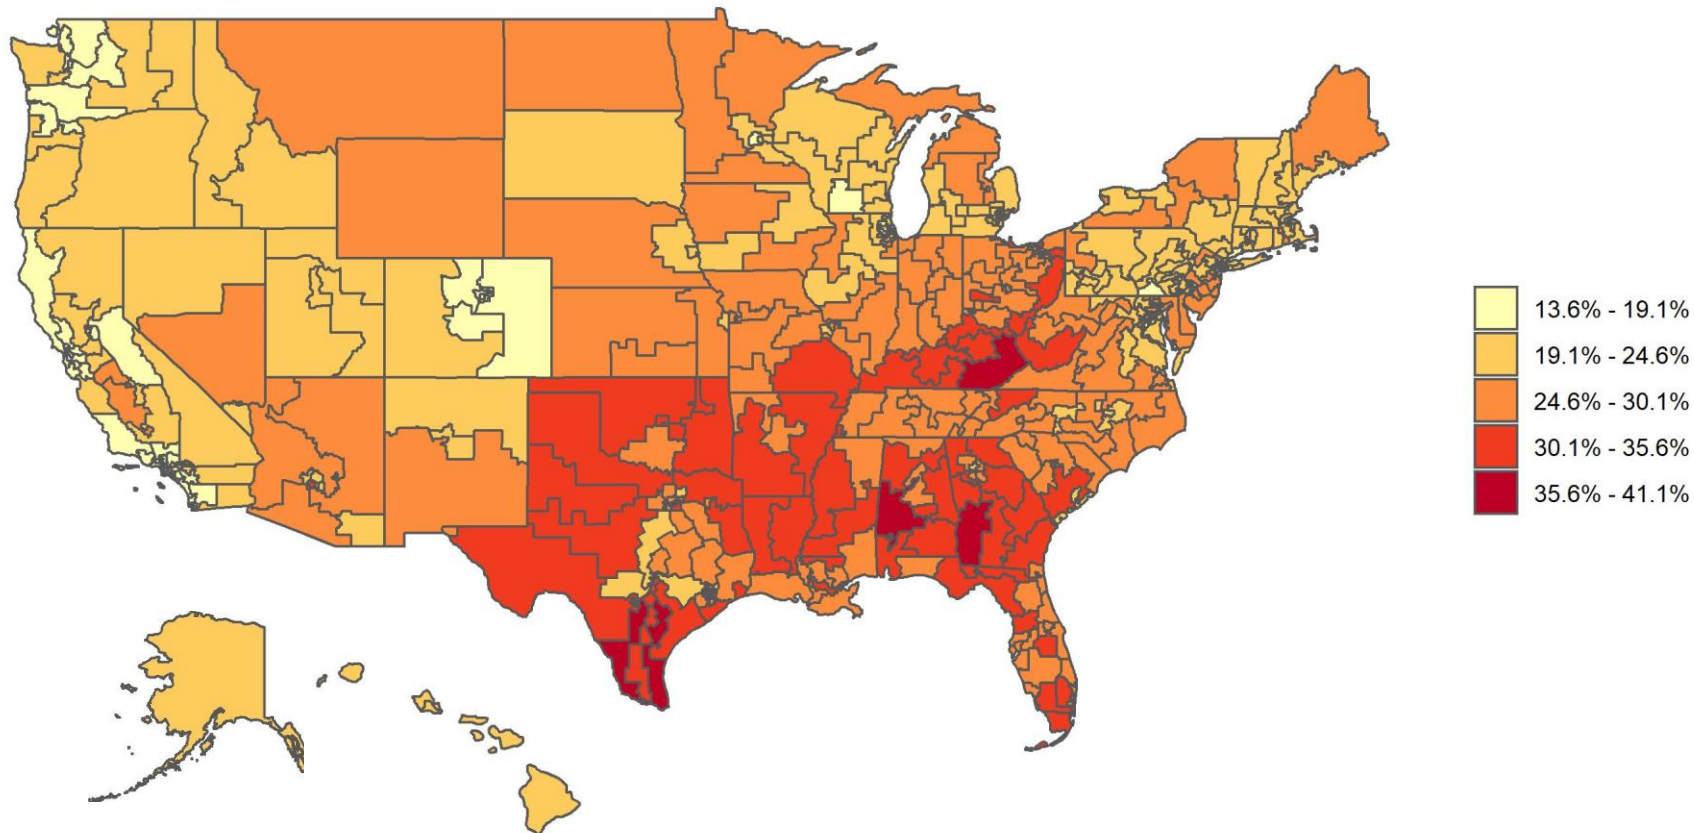 13.6% - 19.1%
19.1% - 24.6%
24.6% - 30.1%
30.1% - 35.6%
35.6% - 41.1%